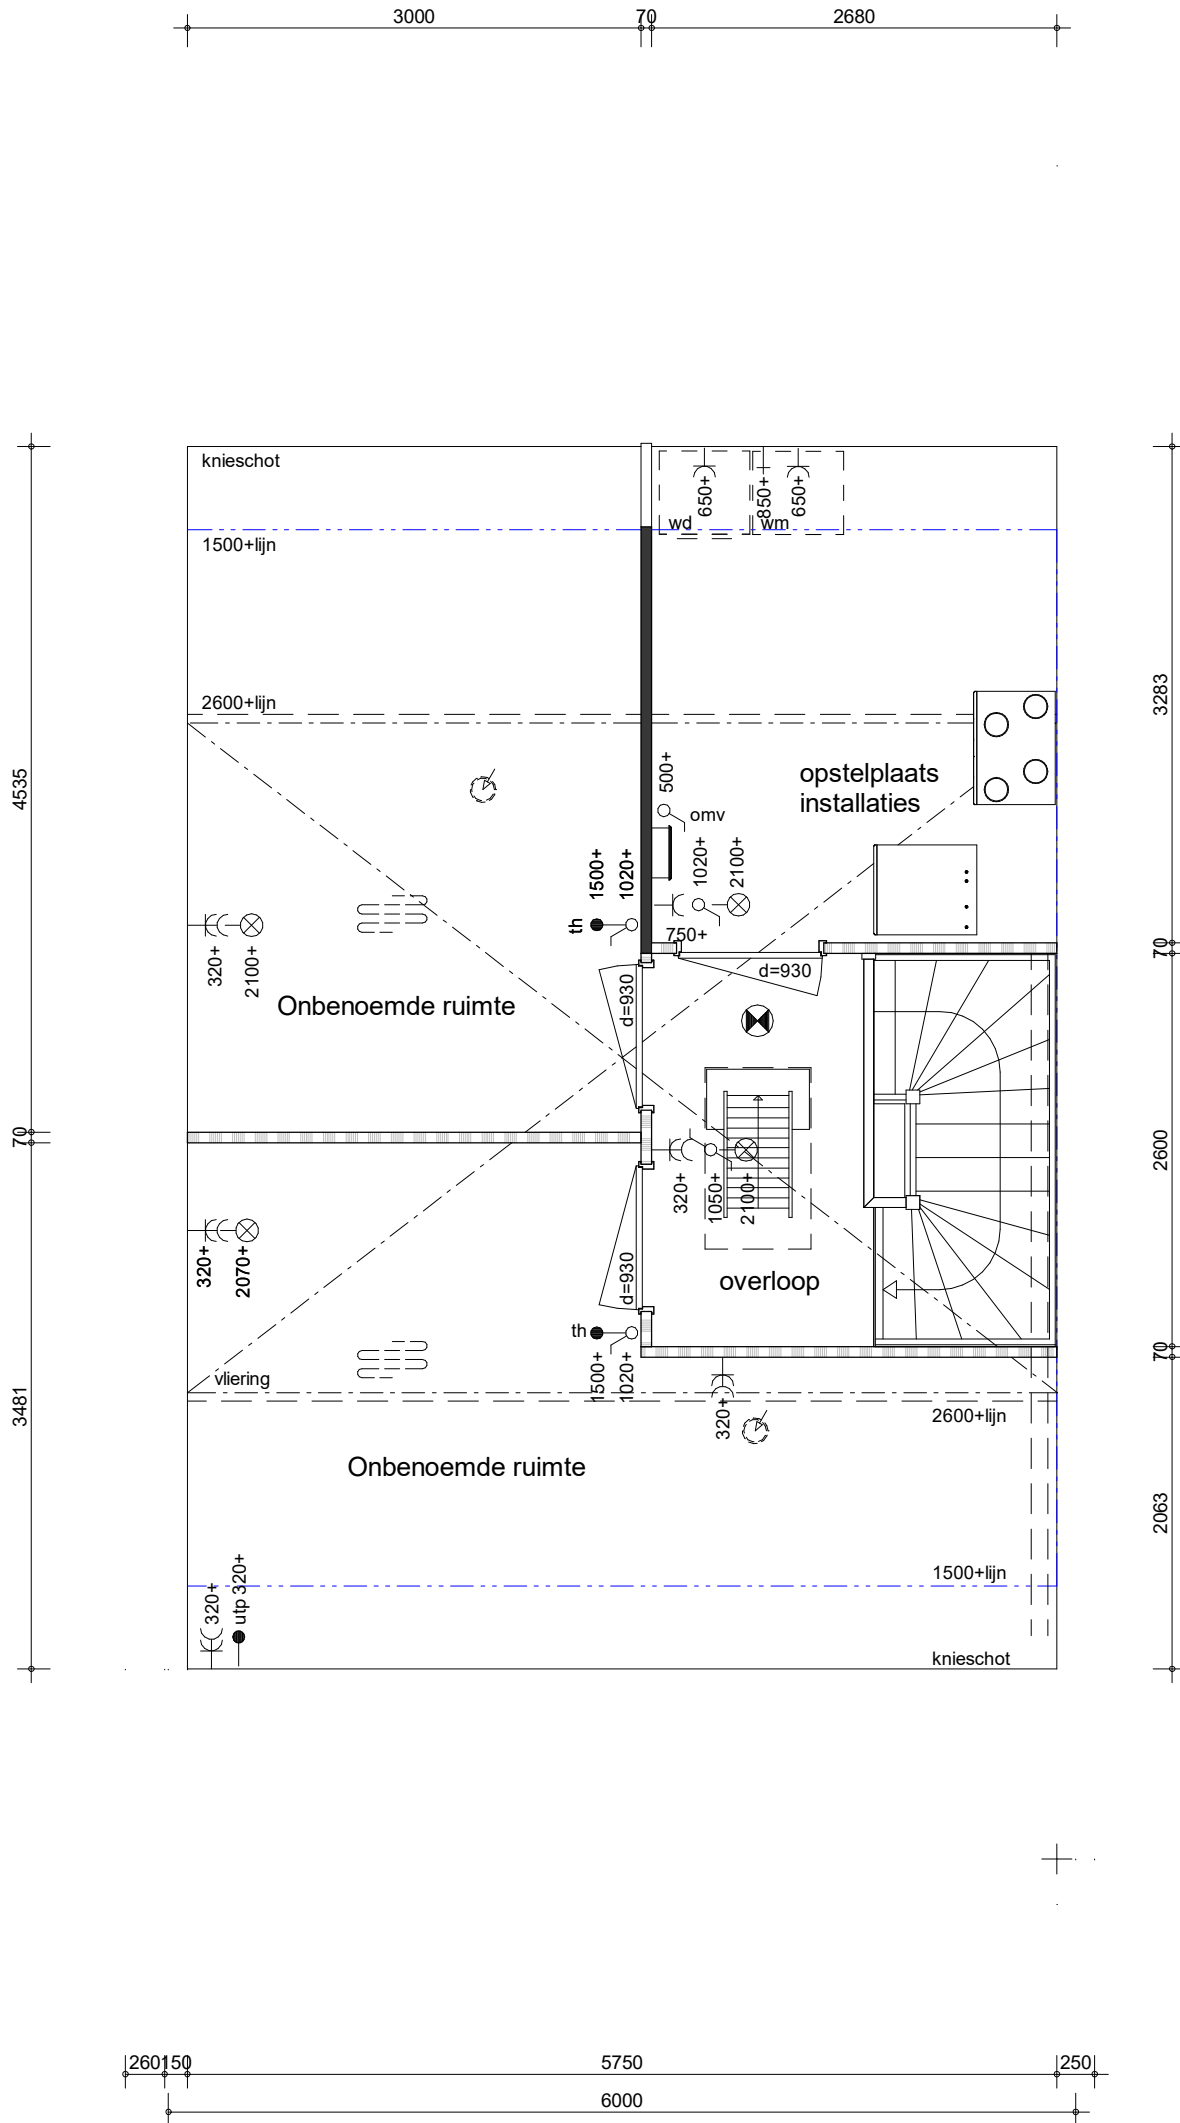 3000
70
2680
knieschot
650+
850+
650+
wd
wm
1500+lijn
2600+lijn
3283
4535
opstelplaats
installaties
500+
omv
1500+
1020+
1020+
2100+
th
750+
320+
2100+
70
d=930
d=930
Onbenoemde ruimte
70
2600
320+
1050+
2100+
320+
2070+
d=930
overloop
th
1500+
1020+
70
vliering
320+
2600+lijn
3481
Onbenoemde ruimte
2063
1500+lijn
320+
utp 320+
knieschot
260
150
5750
250
6000